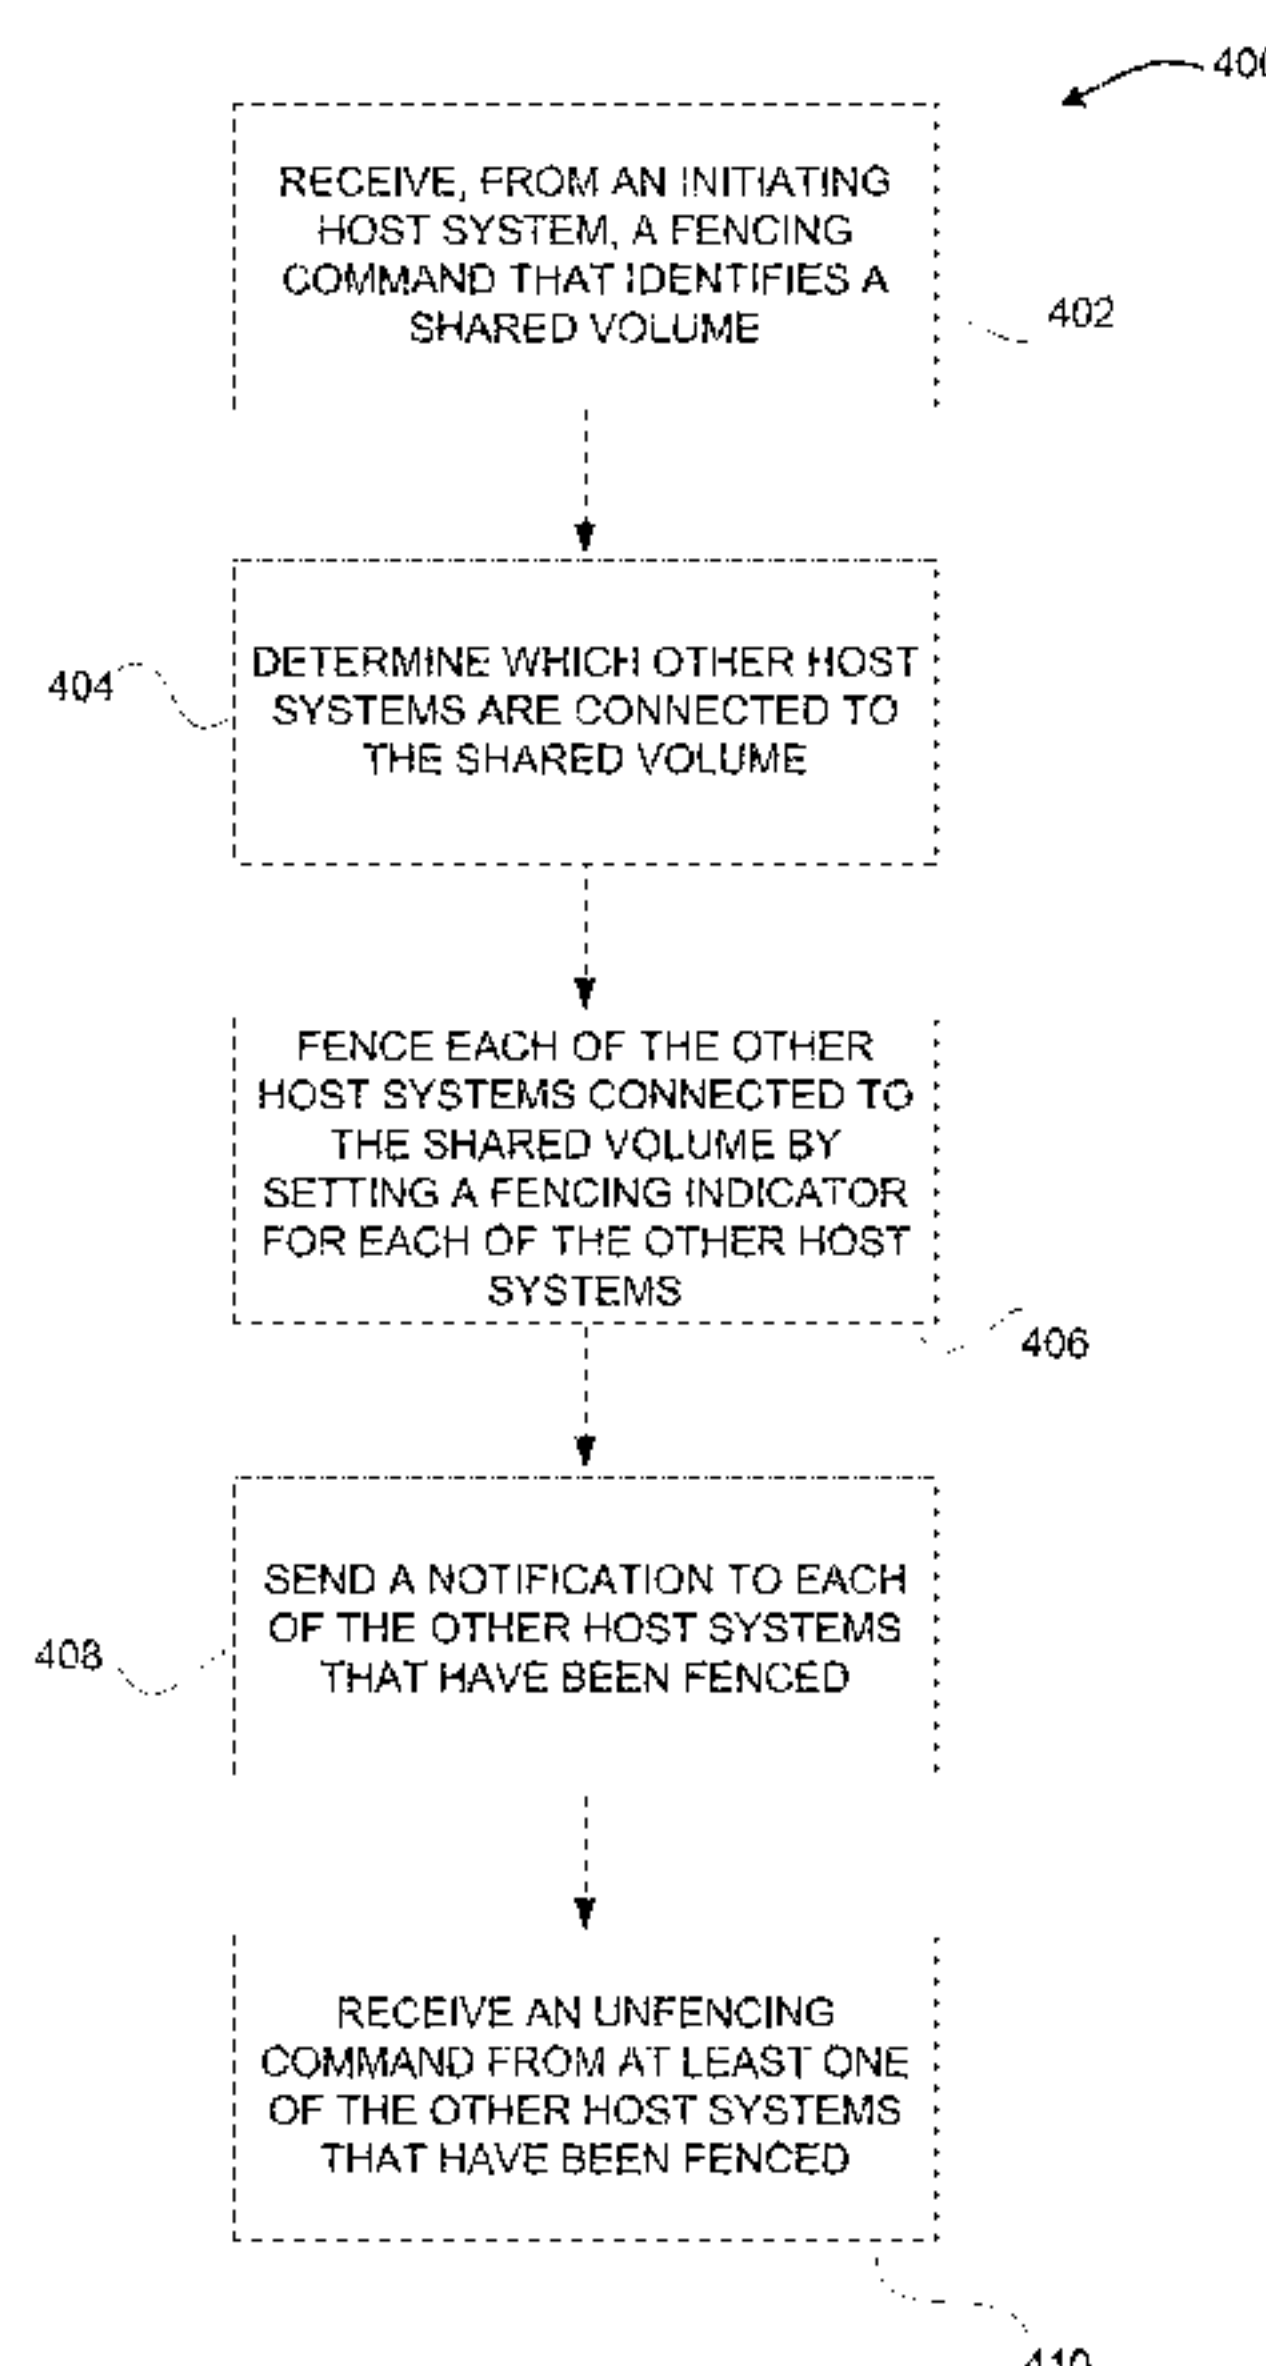 400
RECEIVE, FROM AN INITIATING
HOST SYSTEM, A FENCING
COMMAND THAT IDENTIFIES A
SHARED VOLUME
402
DETERMINE WHICH OTHER HOST
SYSTEMS ARE CONNECTED TO
THE SHARED VOLUME
404
FENCE EACH OF THE OTHER
HOST SYSTEMS CONNECTED TO
THE SHARED VOLUME BY
SETTING A FENCING INDICATOR
FOR EACH OF THE OTHER HOST
SYSTEMS
406
SEND A NOTIFICATION TO EACH
OF THE OTHER HOST SYSTEMS
THAT HAVE BEEN FENCED
408
RECEIVE AN UNFENCING
COMMAND FROM AT LEAST ONE
OF THE OTHER HOST SYSTEMS
THAT HAVE BEEN FENCED
410